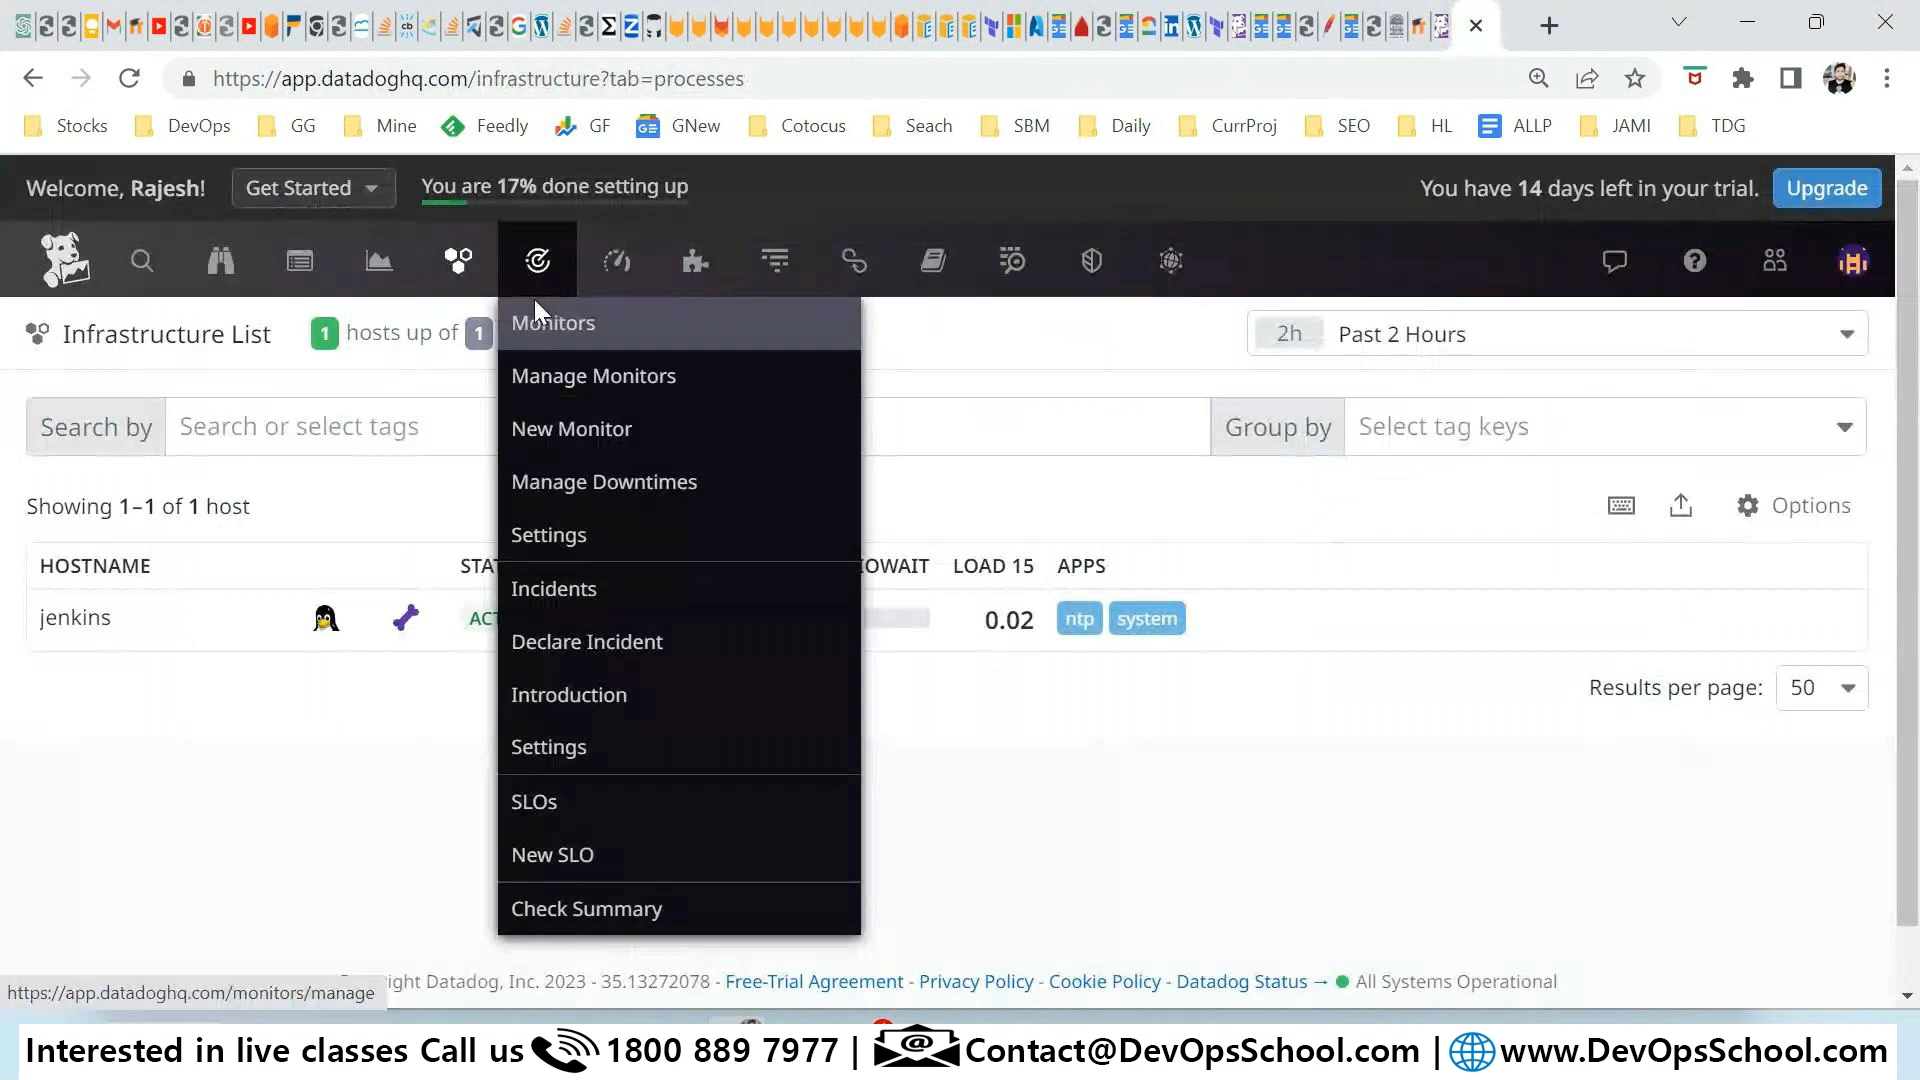 https://app.datadoghq.com/infrastructure?tab=processes
Stocks DevOps GG Mine Feedly GF GNew Cotocus Seach SBM Daily CurrProj SEO HL ALLP JAMI TDG
Welcome, Rajesh! Get Started You are 17% done setting up You have 14 days left in your trial. Upgrade
Infrastructure List 1 hosts up of 1 2h Past 2 Hours
Monitors
Manage Monitors
New Monitor
Manage Downtimes
Settings
Incidents
Declare Incident
Introduction
Settings
SLOs
New SLO
Check Summary
Search by Search or select tags Group by Select tag keys
Showing 1–1 of 1 host Options
HOSTNAME STA OWAIT LOAD 15 APPS
jenkins ACT 0.02 ntp system
Results per page: 50
ight Datadog, Inc. 2023 - 35.13272078 - Free-Trial Agreement - Privacy Policy - Cookie Policy - Datadog Status → All Systems Operational
https://app.datadoghq.com/monitors/manage
Interested in live classes Call us 1800 889 7977 | Contact@DevOpsSchool.com | www.DevOpsSchool.com